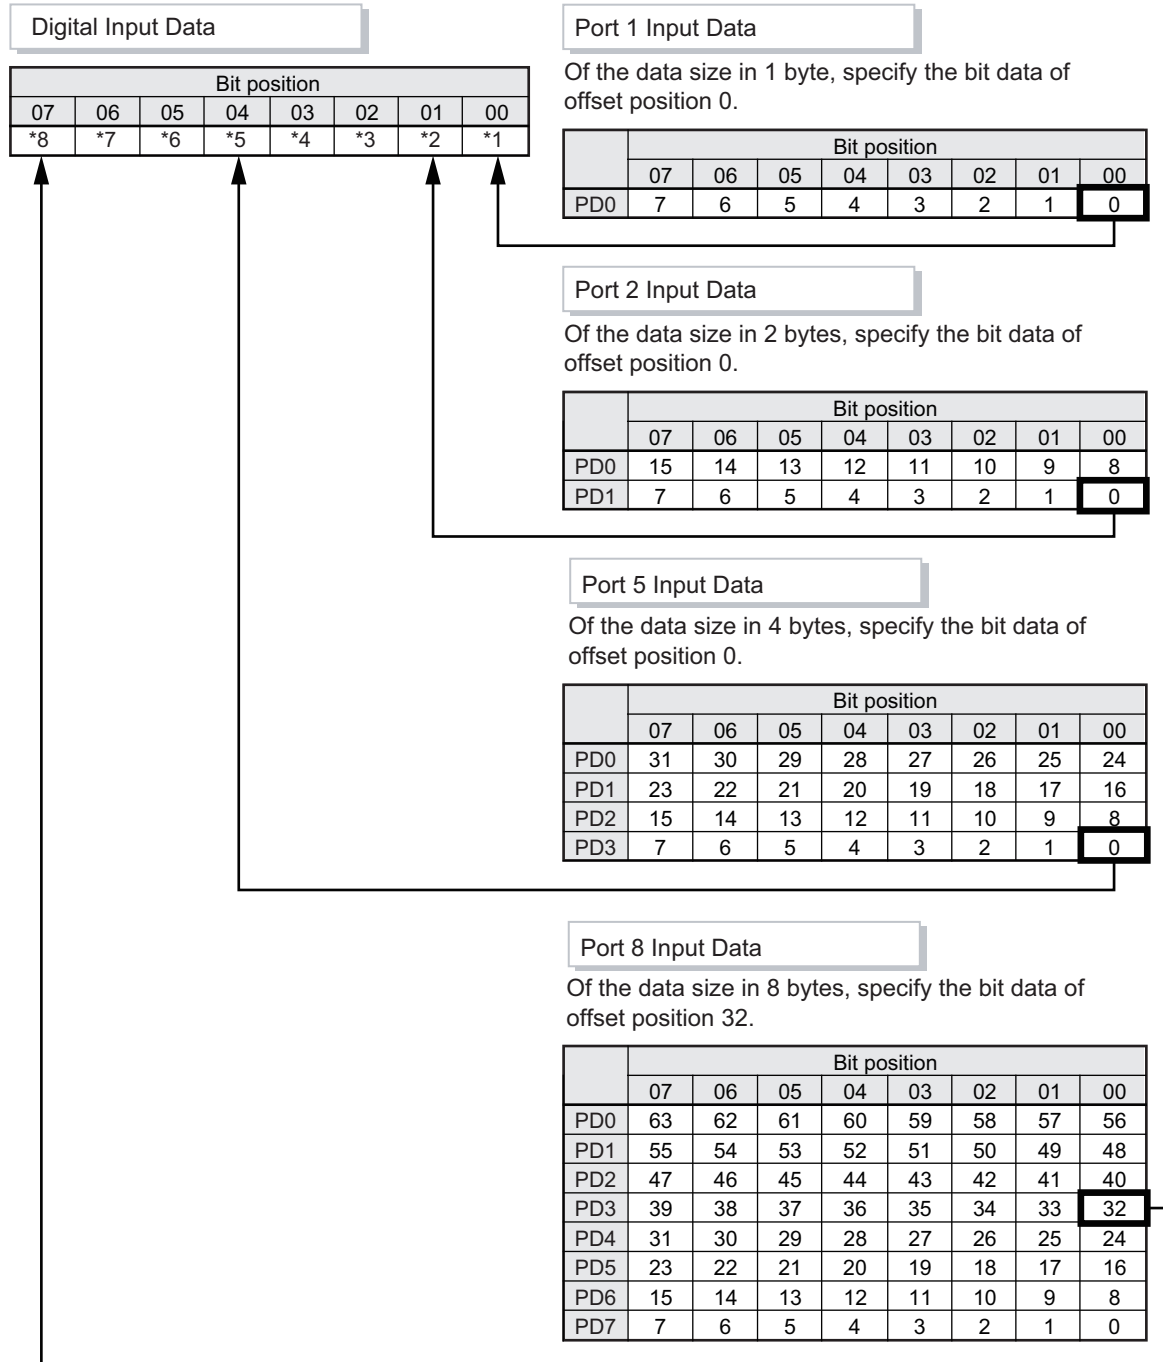 Digital Input Data
Bit position
07 06 05 04 03 02 01 00
*8 *7 *6 *5 *4 *3 *2 *1
Port 1 Input Data
Of the data size in 1 byte, specify the bit data of
offset position 0.
Bit position
07 06 05 04 03 02 01 00
PD0 7 6 5 4 3 2 1 0
Port 2 Input Data
Of the data size in 2 bytes, specify the bit data of
offset position 0.
Bit position
07 06 05 04 03 02 01 00
PD0 15 14 13 12 11 10 9 8
PD1 7 6 5 4 3 2 1 0
Port 5 Input Data
Of the data size in 4 bytes, specify the bit data of
offset position 0.
Bit position
07 06 05 04 03 02 01 00
PD0 31 30 29 28 27 26 25 24
PD1 23 22 21 20 19 18 17 16
PD2 15 14 13 12 11 10 9 8
PD3 7 6 5 4 3 2 1 0
Port 8 Input Data
Of the data size in 8 bytes, specify the bit data of
offset position 32.
Bit position
07 06 05 04 03 02 01 00
PD0 63 62 61 60 59 58 57 56
PD1 55 54 53 52 51 50 49 48
PD2 47 46 45 44 43 42 41 40
PD3 39 38 37 36 35 34 33 32
PD4 31 30 29 28 27 26 25 24
PD5 23 22 21 20 19 18 17 16
PD6 15 14 13 12 11 10 9 8
PD7 7 6 5 4 3 2 1 0